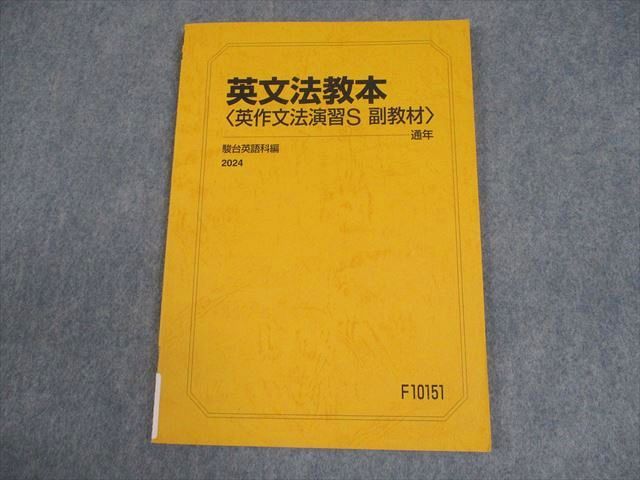 英文法教本
〈英作文法演習S 副教材〉
通年
駿台英語科編
2024
F10151